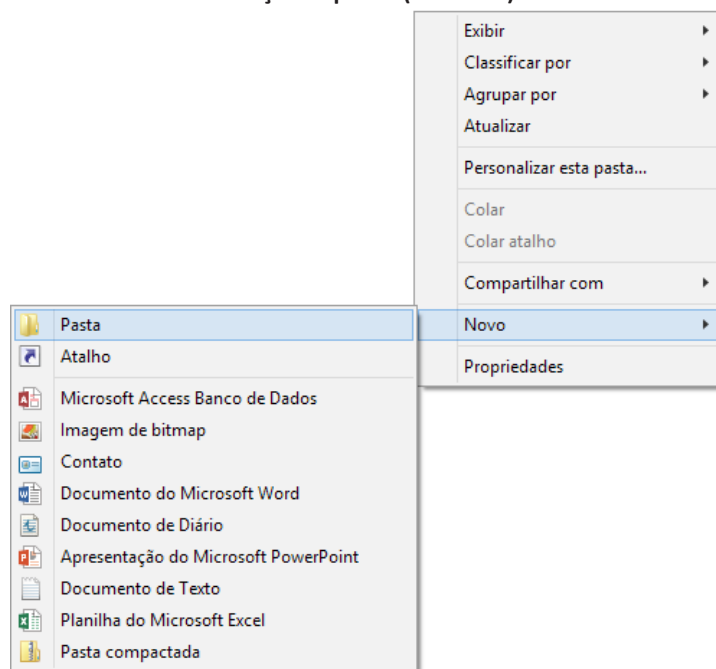 Exibir
Classificar por
Agrupar por
Atualizar
Personalizar esta pasta...
Colar
Colar atalho
Compartilhar com
Novo
Propriedades
Pasta
Atalho
Microsoft Access Banco de Dados
Imagem de bitmap
Contato
Documento do Microsoft Word
Documento de Diário
Apresentação do Microsoft PowerPoint
Documento de Texto
Planilha do Microsoft Excel
Pasta compactada